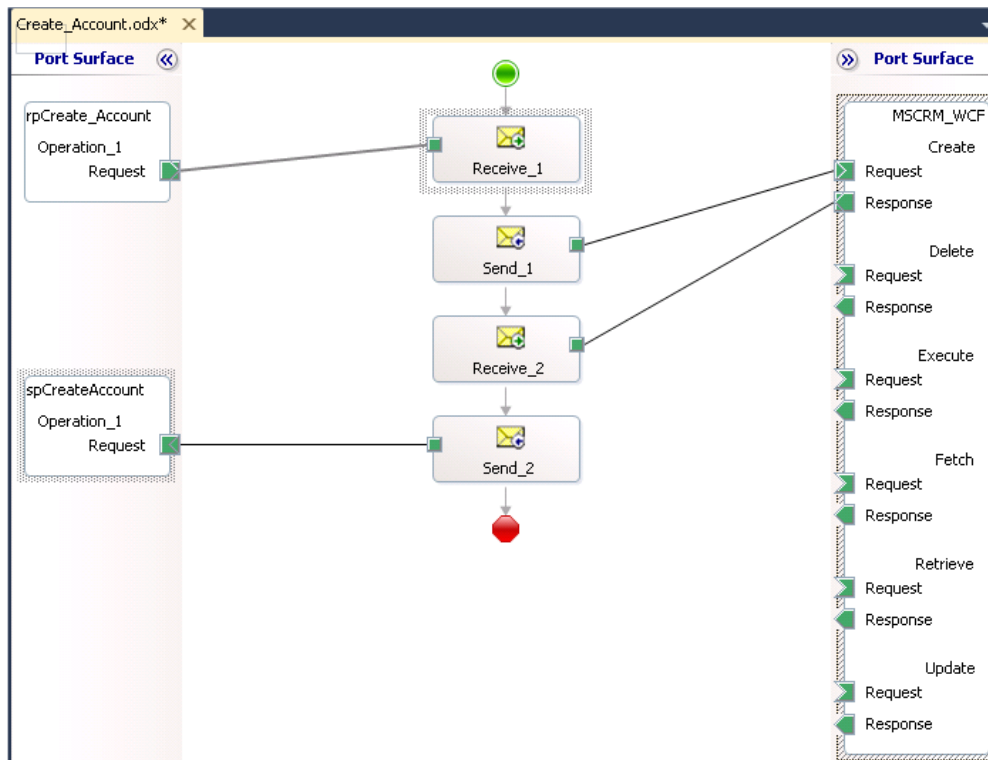 Create_Account.odx*
Port Surface
rpCreate_Account
Operation_1
Request
spCreateAccount
Operation_1
Request
Receive_1
Send_1
Receive_2
Send_2
Port Surface
MSCRM_WCF
Create
Request
Response
Delete
Request
Response
Execute
Request
Response
Fetch
Request
Response
Retrieve
Request
Response
Update
Request
Response